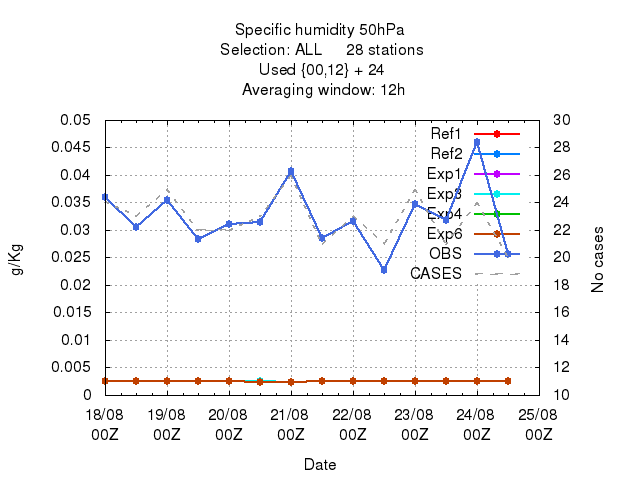 Specific humidity 50hPa
Selection: ALL 28 stations
Used {00,12} + 24
Averaging window: 12h
0.05
0.045
0.04
0.035
0.03
0.025
0.02
0.015
0.01
0.005
0
g/Kg
Ref1
Ref2
Exp1
Exp3
Exp4
Exp6
OBS
CASES
30
28
26
24
22
20
18
16
14
12
10
No cases
18/08 19/08 20/08 21/08 22/08 23/08 24/08 25/08
00Z 00Z 00Z 00Z 00Z 00Z 00Z 00Z
Date